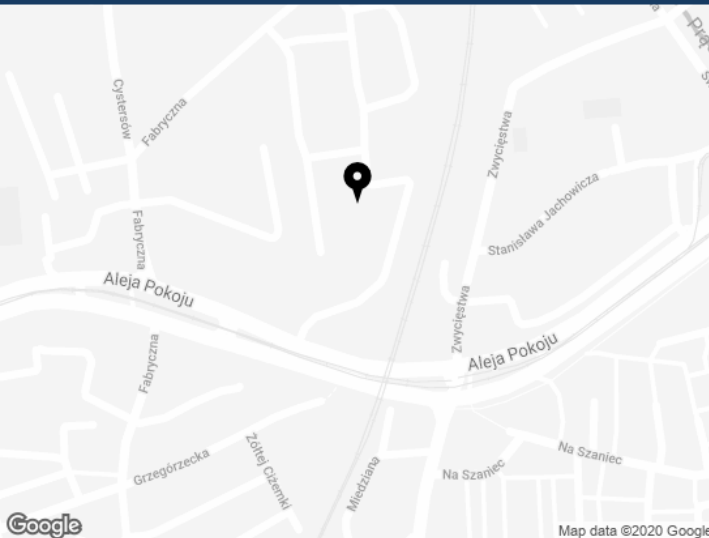 Prą
Cystersów
Fabryczna
Zwycięstwa
Stanisława Jachowicza
Fabryczna
Aleja Pokoju
Zwycięstwa
Aleja Pokoju
Fabryczna
Żółtej Ciżemki
Na Szaniec
Grzegórzecka
Miedziana
Na Szaniec
Google
Map data ©2020 Google